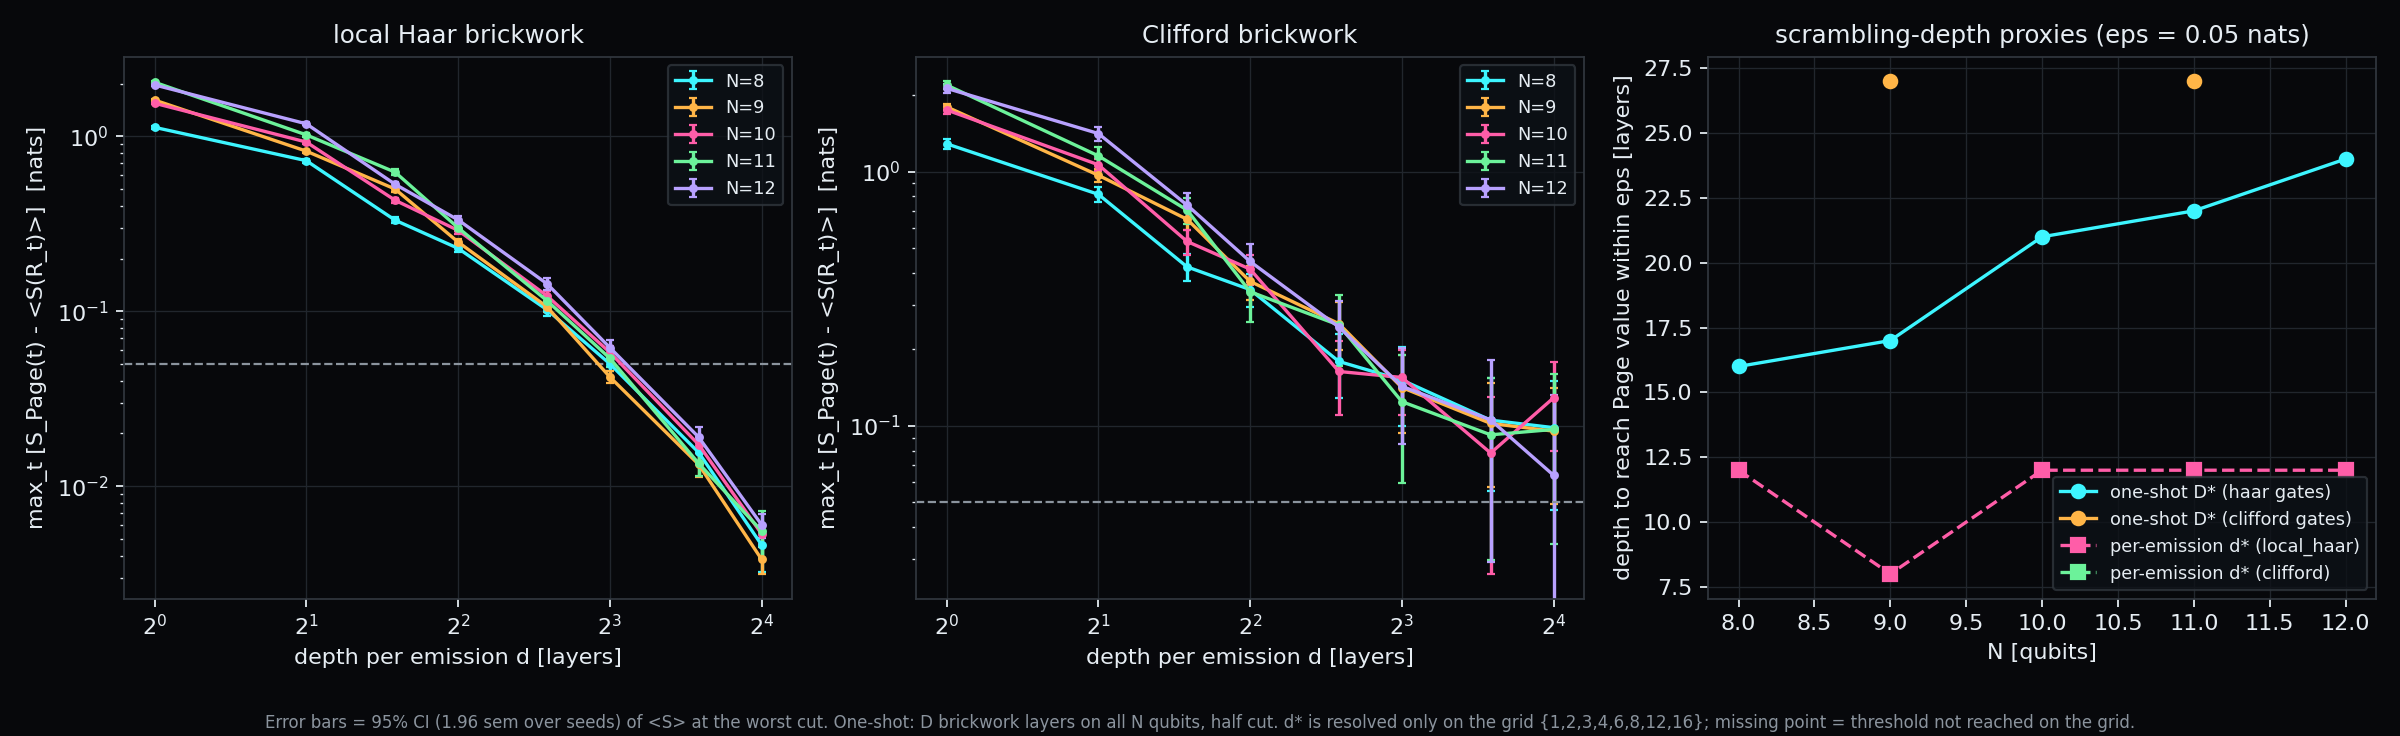 local Haar brickwork
max_t [S_Page(t) - <S(R_t)>] [nats]
10⁰
10⁻¹
10⁻²
N=8
N=9
N=10
N=11
N=12
2⁰
2¹
2²
2³
2⁴
depth per emission d [layers]
Clifford brickwork
max_t [S_Page(t) - <S(R_t)>] [nats]
10⁰
10⁻¹
N=8
N=9
N=10
N=11
N=12
2⁰
2¹
2²
2³
2⁴
depth per emission d [layers]
scrambling-depth proxies (eps = 0.05 nats)
depth to reach Page value within eps [layers]
27.5
25.0
22.5
20.0
17.5
15.0
12.5
10.0
7.5
one-shot D* (haar gates)
one-shot D* (clifford gates)
per-emission d* (local_haar)
per-emission d* (clifford)
8.0
8.5
9.0
9.5
10.0
10.5
11.0
11.5
12.0
N [qubits]
Error bars = 95% CI (1.96 sem over seeds) of <S> at the worst cut. One-shot: D brickwork layers on all N qubits, half cut. d* is resolved only on the grid {1,2,3,4,6,8,12,16}; missing point = threshold not reached on the grid.